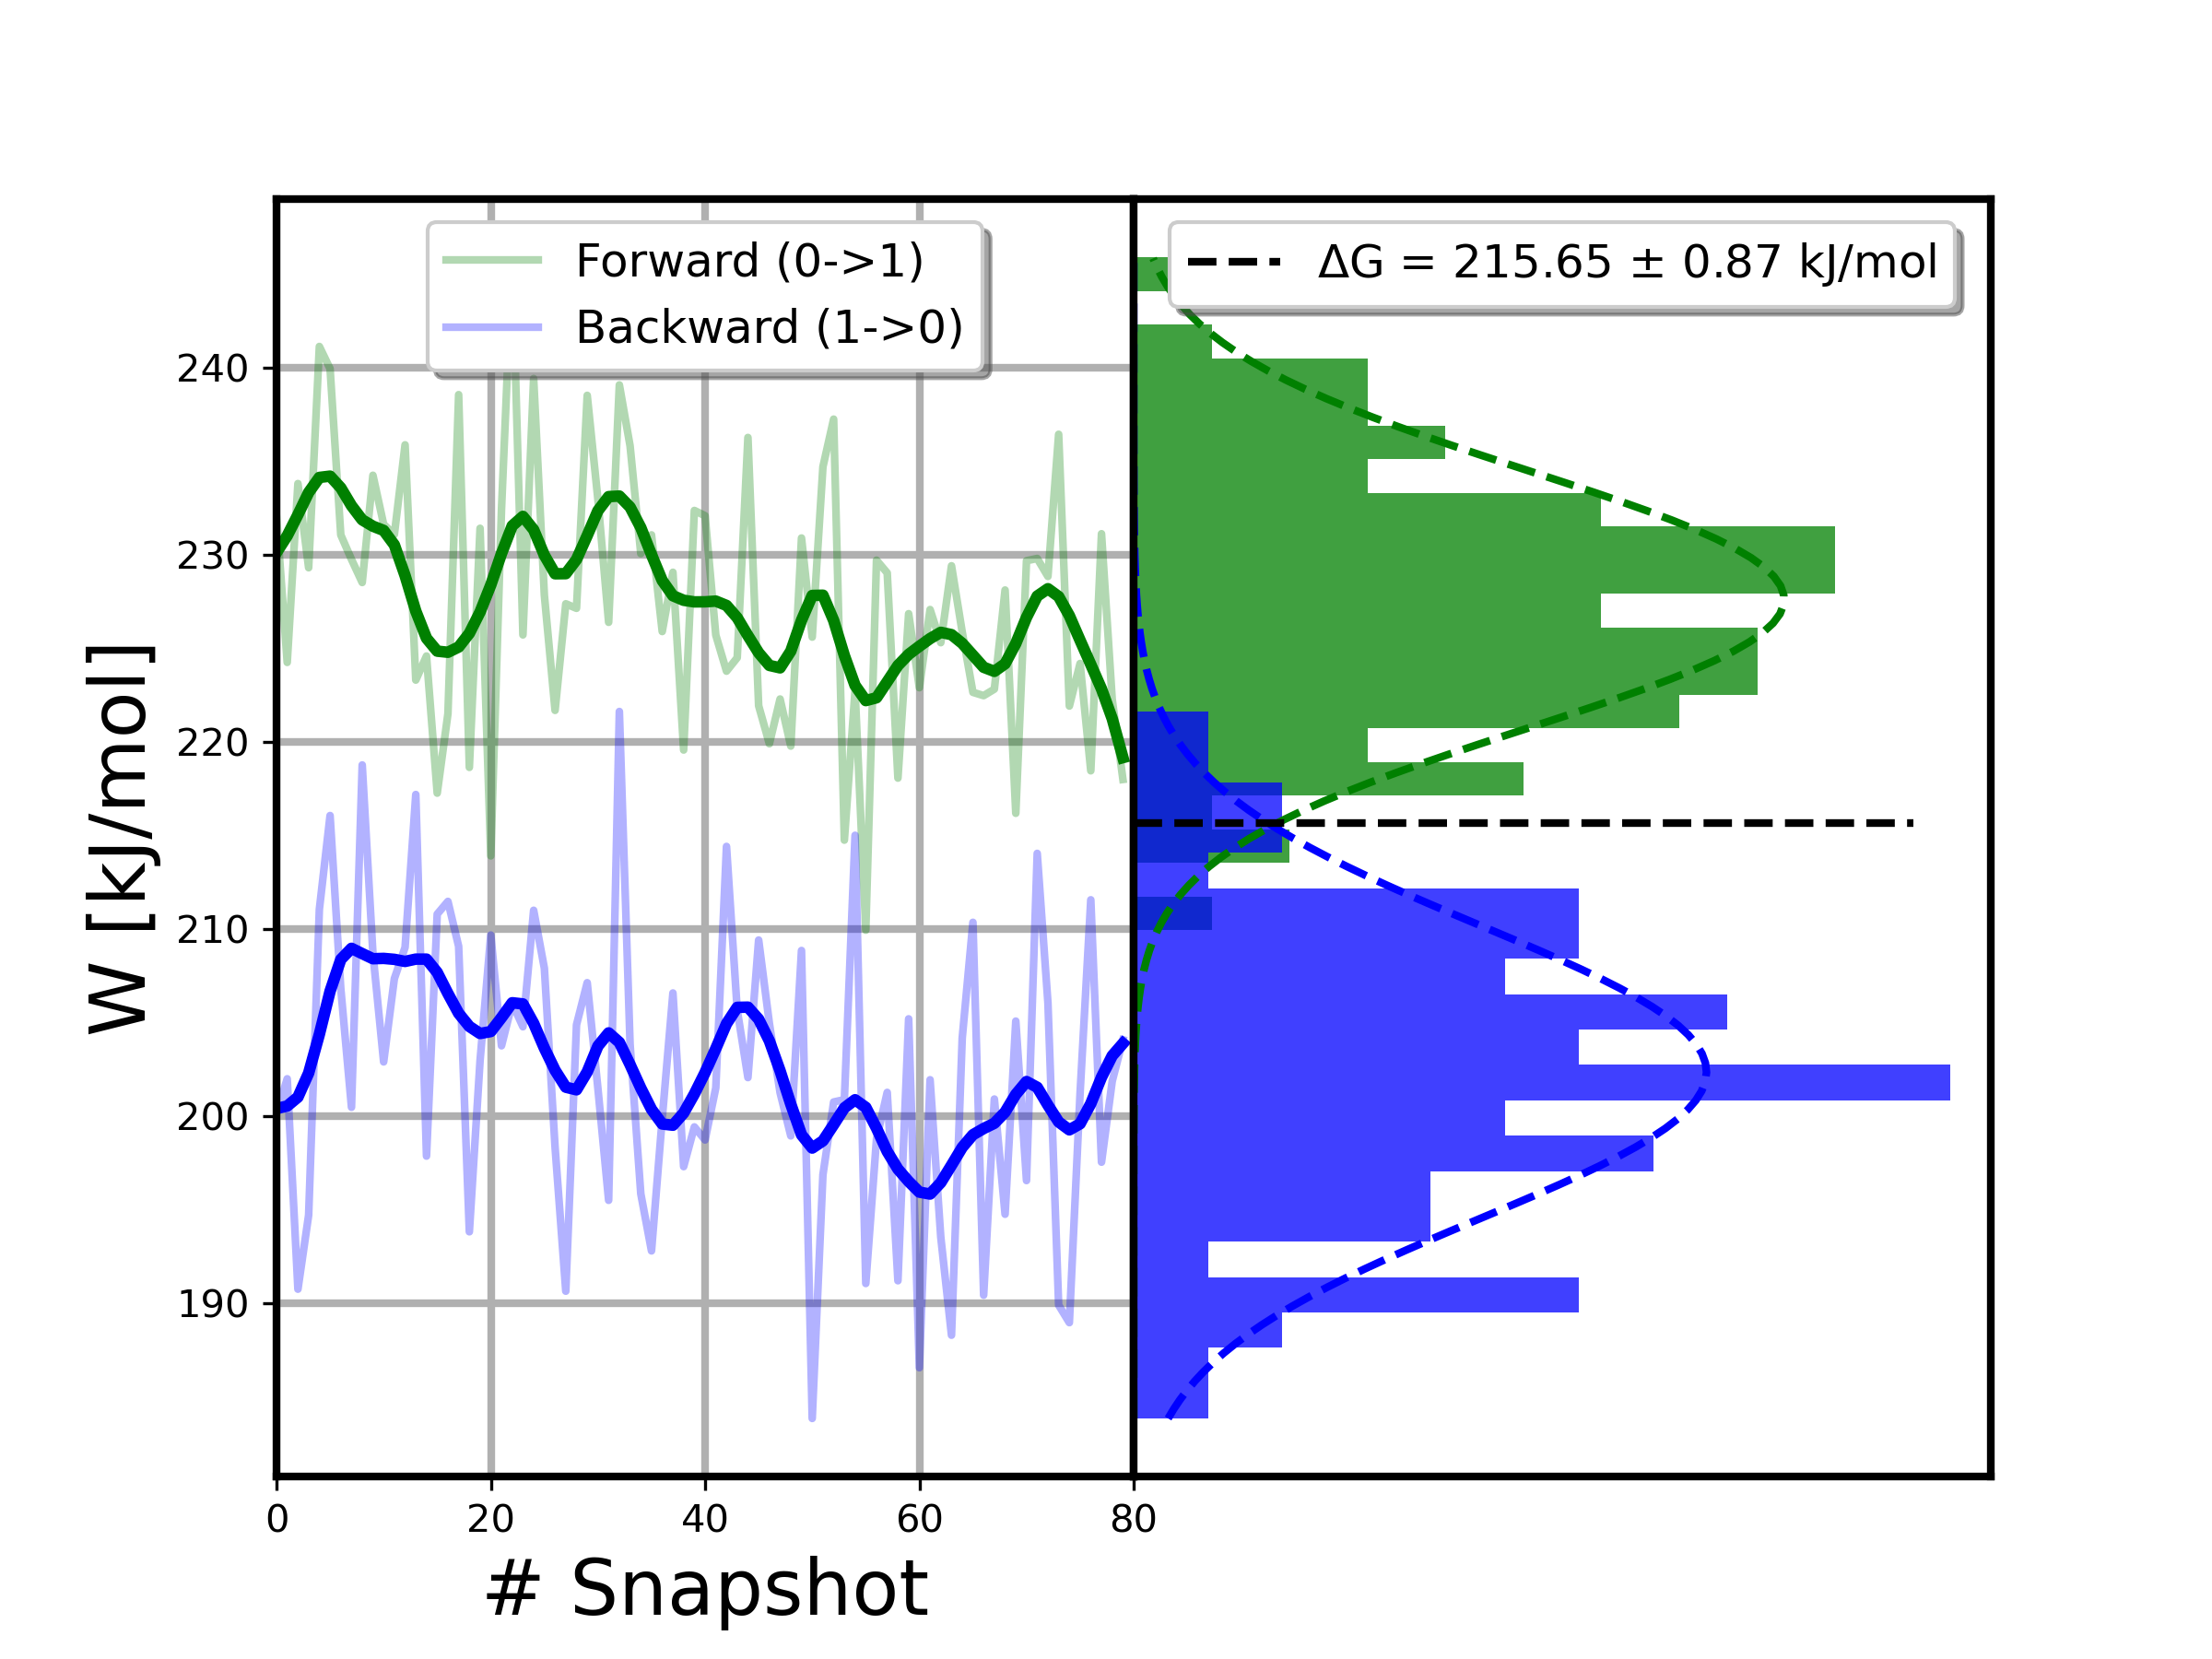 Forward (0->1)
Backward (1->0)
ΔG = 215.65 ± 0.87 kJ/mol
W [kJ/mol]
240
230
220
210
200
190
0 20 40 60 80
# Snapshot